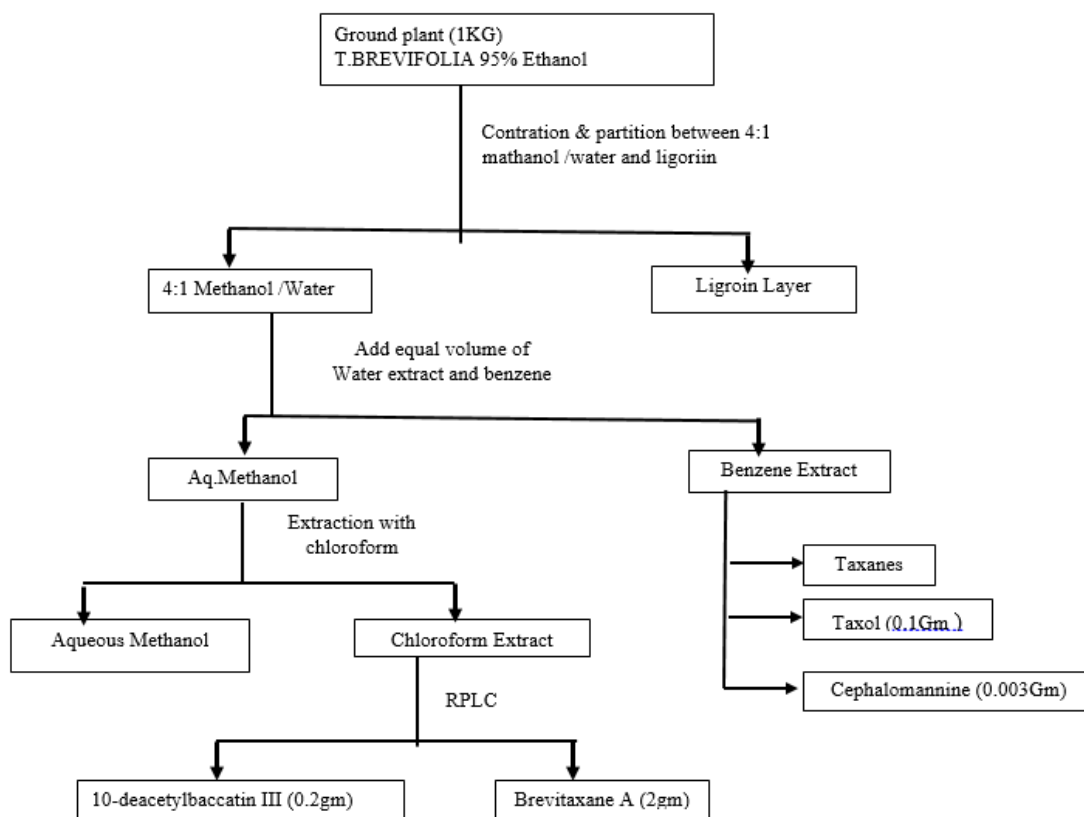 Ground plant (1KG)
T.BREVIFOLIA 95% Ethanol
Contration & partition between 4:1
mathanol /water and ligoriin
4:1 Methanol /Water
Ligroin Layer
Add equal volume of
Water extract and benzene
Aq.Methanol
Benzene Extract
Extraction with
chloroform
Taxanes
Taxol (0.1Gm )
Cephalomannine (0.003Gm)
Aqueous Methanol
Chloroform Extract
RPLC
10-deacetylbaccatin III (0.2gm)
Brevitaxane A (2gm)